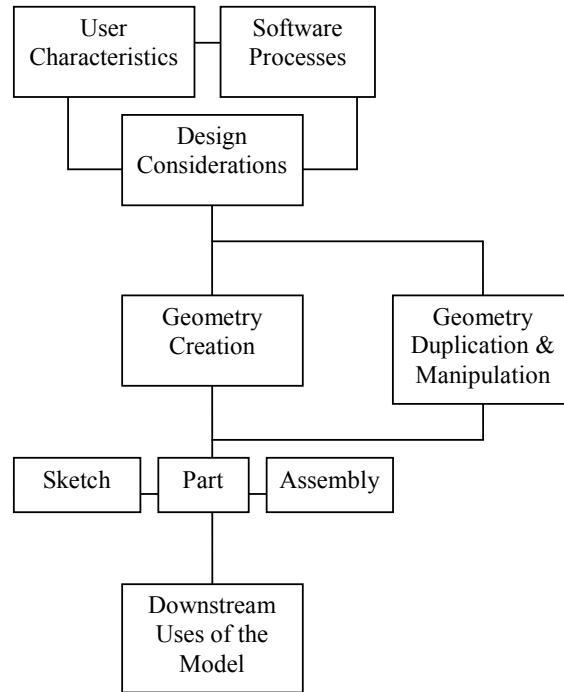 User
Characteristics
Software
Processes
Design
Considerations
Geometry
Creation
Geometry
Duplication &
Manipulation
Sketch
Part
Assembly
Downstream
Uses of the
Model